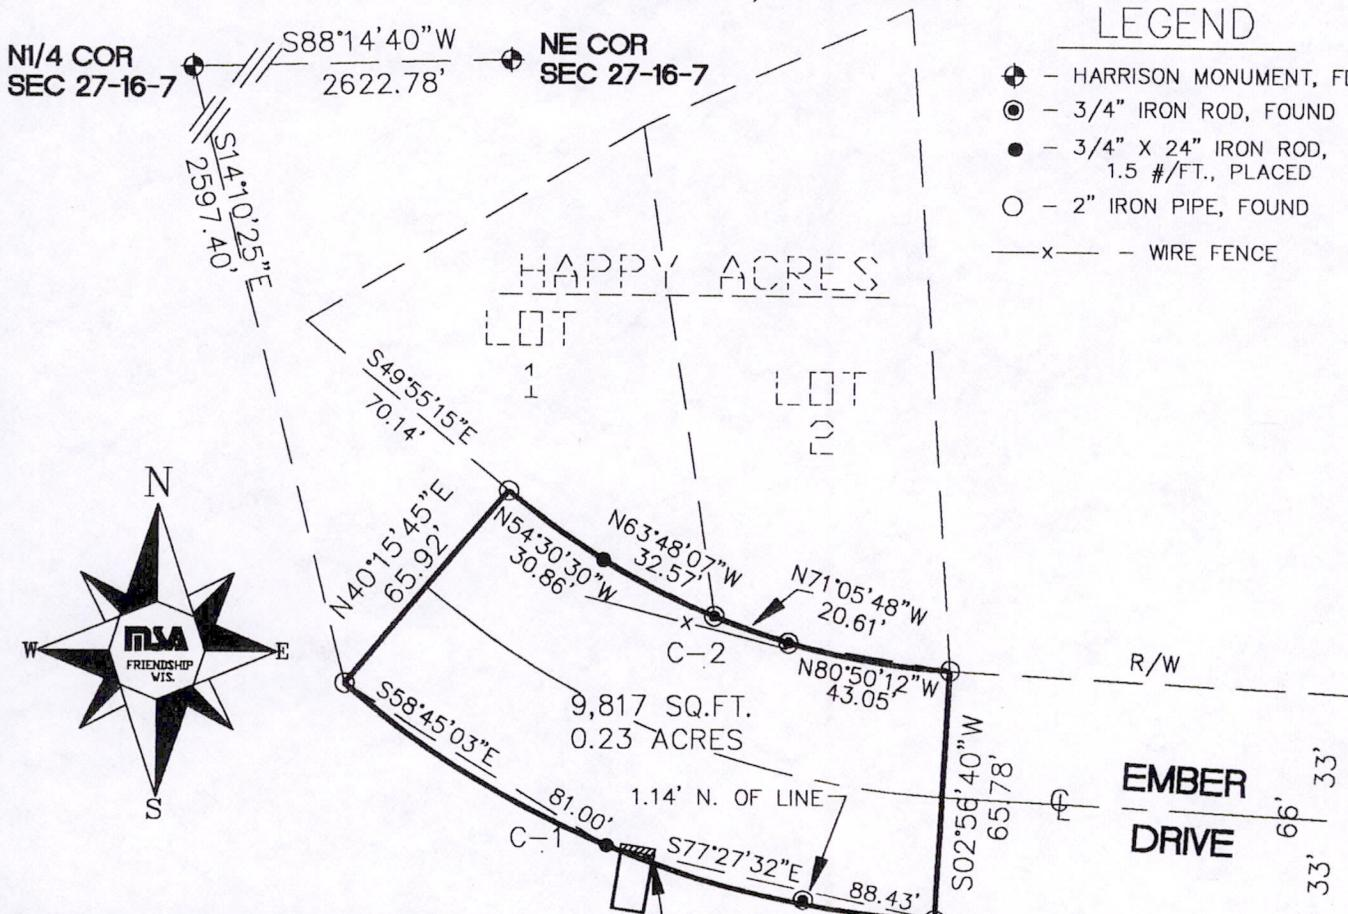 N1/4 COR
SEC 27-16-7
S88°14'40"W
2622.78'
NE COR
SEC 27-16-7
LEGEND
- HARRISON MONUMENT,
- 3/4" IRON ROD, FOUND
- 3/4" X 24" IRON ROD,
1.5 #/FT., PLACED
- 2" IRON PIPE, FOUND
x - WIRE FENCE
S14°10'25"E
2597.40'
HAPPY ACRES
LOT
1
LOT
2
S49°55'15"E
70.14'
N
W
E
S
MSA
FRIENDSHIP
WIS.
N40°15'45"E
65.92'
N54°30'30"W
30.86'
N63°48'07"W
32.57'
N71°05'48"W
20.61'
x
C-2
N80°50'12"W
43.05'
R/W
S58°45'03"E
81.00'
9,817 SQ.FT.
0.23 ACRES
1.14' N. OF LINE
C-1
S77°27'32"E
88.43'
S02°56'40"W
65.78'
EMBER
DRIVE
66'
33'
33'